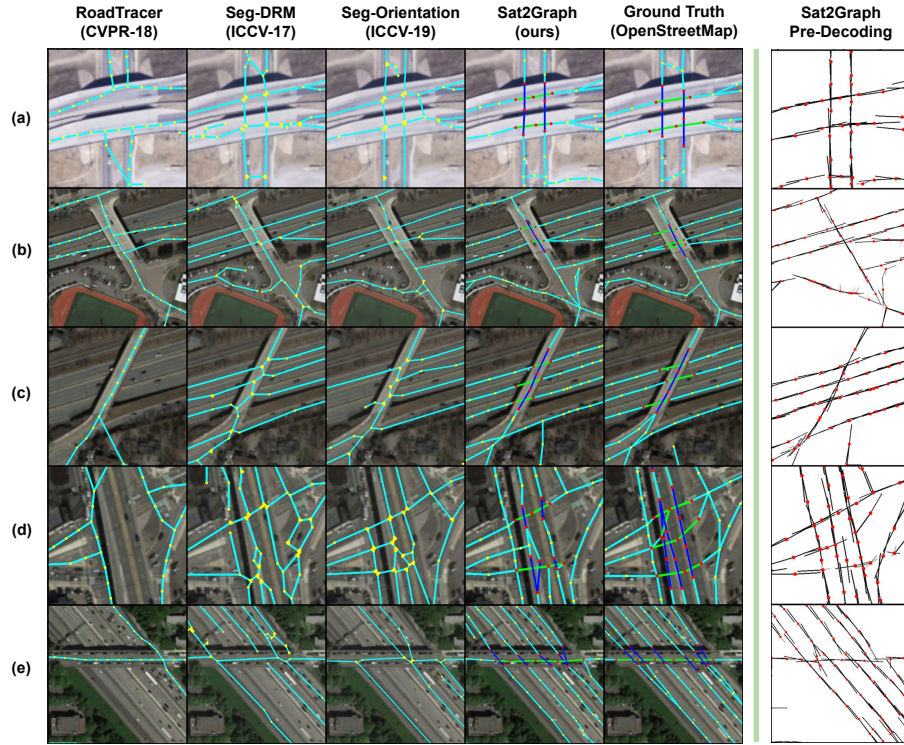 RoadTracer
(CVPR-18)
Seg-DRM
(ICCV-17)
Seg-Orientation
(ICCV-19)
Sat2Graph
(ours)
Ground Truth
(OpenStreetMap)
Sat2Graph
Pre-Decoding
(a)
(b)
(c)
(d)
(e)